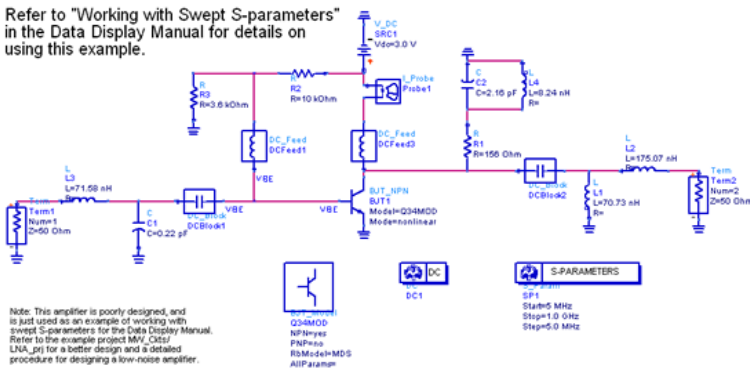 Refer to "Working with Swept S-parameters"
in the Data Display Manual for details on
using this example.
V_DC
SRC1
Vdc=3.0 V
R
R3
R=3.6 kOhm
R
R2
R=10 kOhm
I_Probe
Probe1
C
C2
C=2.16 pF
L
L4
L=8.24 nH
R=
DC_Feed
DCFeed1
DC_Feed
DCFeed3
R
R1
R=156 Ohm
L
L2
L=175.07 nH
R=
L
L3
L=71.58 nH
R=
VBE
Term
Term1
Num=1
Z=50 Ohm
C
C1
C=0.22 pF
DC_Block
DCBlock1
VBE
VBE
BJT_NPN
BJT1
Model=Q34MOD
Mode=nonlinear
DC_Block
DCBlock2
L
L1
L=70.73 nH
R=
Term
Term2
Num=2
Z=50 Ohm
BJT_Model
Q34MOD
NPN=yes
PNP=no
RbModel=MDS
AllParams=
DC
DC
DC1
S-PARAMETERS
S_Param
SP1
Start=5 MHz
Stop=1.0 GHz
Step=5.0 MHz
Note: This amplifier is poorly designed, and
is just used as an example of working with
swept S-parameters for the Data Display Manual.
Refer to the example project MW_Ckts/
LNA_prj for a better design and a detailed
procedure for designing a low-noise amplifier.